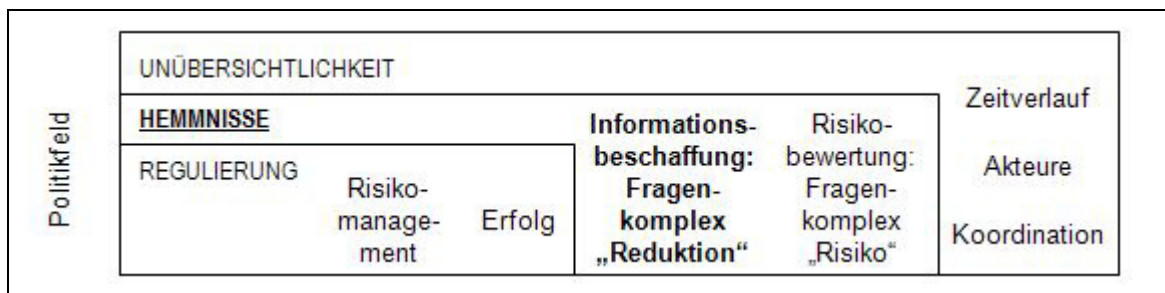 Politikfeld
UNÜBERSICHTLICHKEIT
HEMMNISSE
REGULIERUNG
Risiko-
manage-
ment
Erfolg
Informations-
beschaffung:
Fragen-
komplex
„Reduktion“
Risiko-
bewertung:
Fragen-
komplex
„Risiko“
Zeitverlauf
Akteure
Koordination